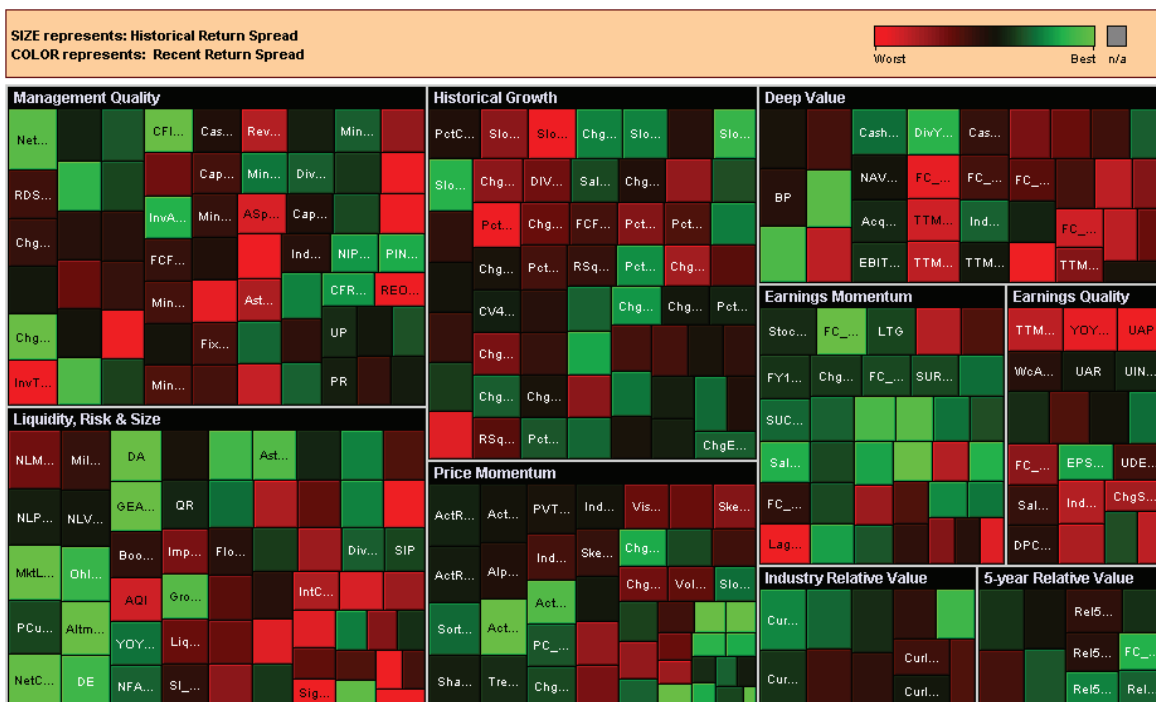 SIZE represents: Historical Return Spread
COLOR represents: Recent Return Spread
Worst
Best
n/a
Management Quality
Net...
CFI...
Cas...
Rev...
Min...
RDS...
Cap...
Min...
Div...
InvA...
Min...
ASp...
Cap...
Chg...
FCF...
Ind...
NIP...
PIN...
Min...
Ast...
CFR...
REO...
Chg...
Fix...
UP
InvT...
Min...
PR
Historical Growth
PctC...
Slo...
Slo...
Chg...
Slo...
Slo...
Slo...
Chg...
DIV...
Sal...
Chg...
Pct...
Chg...
FCF...
Pct...
Pct...
Chg...
Pct...
RSq...
Pct...
Chg...
CV4...
Chg...
Chg...
Pct...
Chg...
Chg...
Chg...
RSq...
Pct...
ChgE...
Deep Value
Cash...
DivY...
Cas...
BP
NAV...
FC_...
FC_...
FC_...
Acq...
TTM...
Ind...
FC_...
EBIT...
TTM...
TTM...
TTM...
Earnings Momentum
Stoc...
FC_...
LTG
FY1...
Chg...
FC_...
SUR...
SUC...
Sal...
FC_...
Lag...
Earnings Quality
TTM...
YOY...
UAP
WcA...
UAR
UIN...
FC_...
EPS...
UDE...
Sal...
Ind...
ChgS...
DPC...
Liquidity, Risk & Size
NLM...
Mil...
DA
Ast...
NLP...
NLV...
GEA...
QR
MktL...
Ohl...
Boo...
Imp...
Flo...
Div...
SIP
AQI
Gro...
IntC...
PCu...
Altm...
YOY...
Liq...
NetC...
DE
NFA...
SI_...
Sig...
Price Momentum
ActR...
Act...
PVT...
Ind...
Vis...
Ske...
ActR...
Alp...
Ind...
Ske...
Chg...
Chg...
Vol...
Slo...
Sort...
Act...
Act...
PC_...
Sha...
Tre...
Chg...
Industry Relative Value
Cur...
Curl...
Cur...
Curl...
5-year Relative Value
Rel5...
Rel5...
FC_...
Rel5...
Rel...